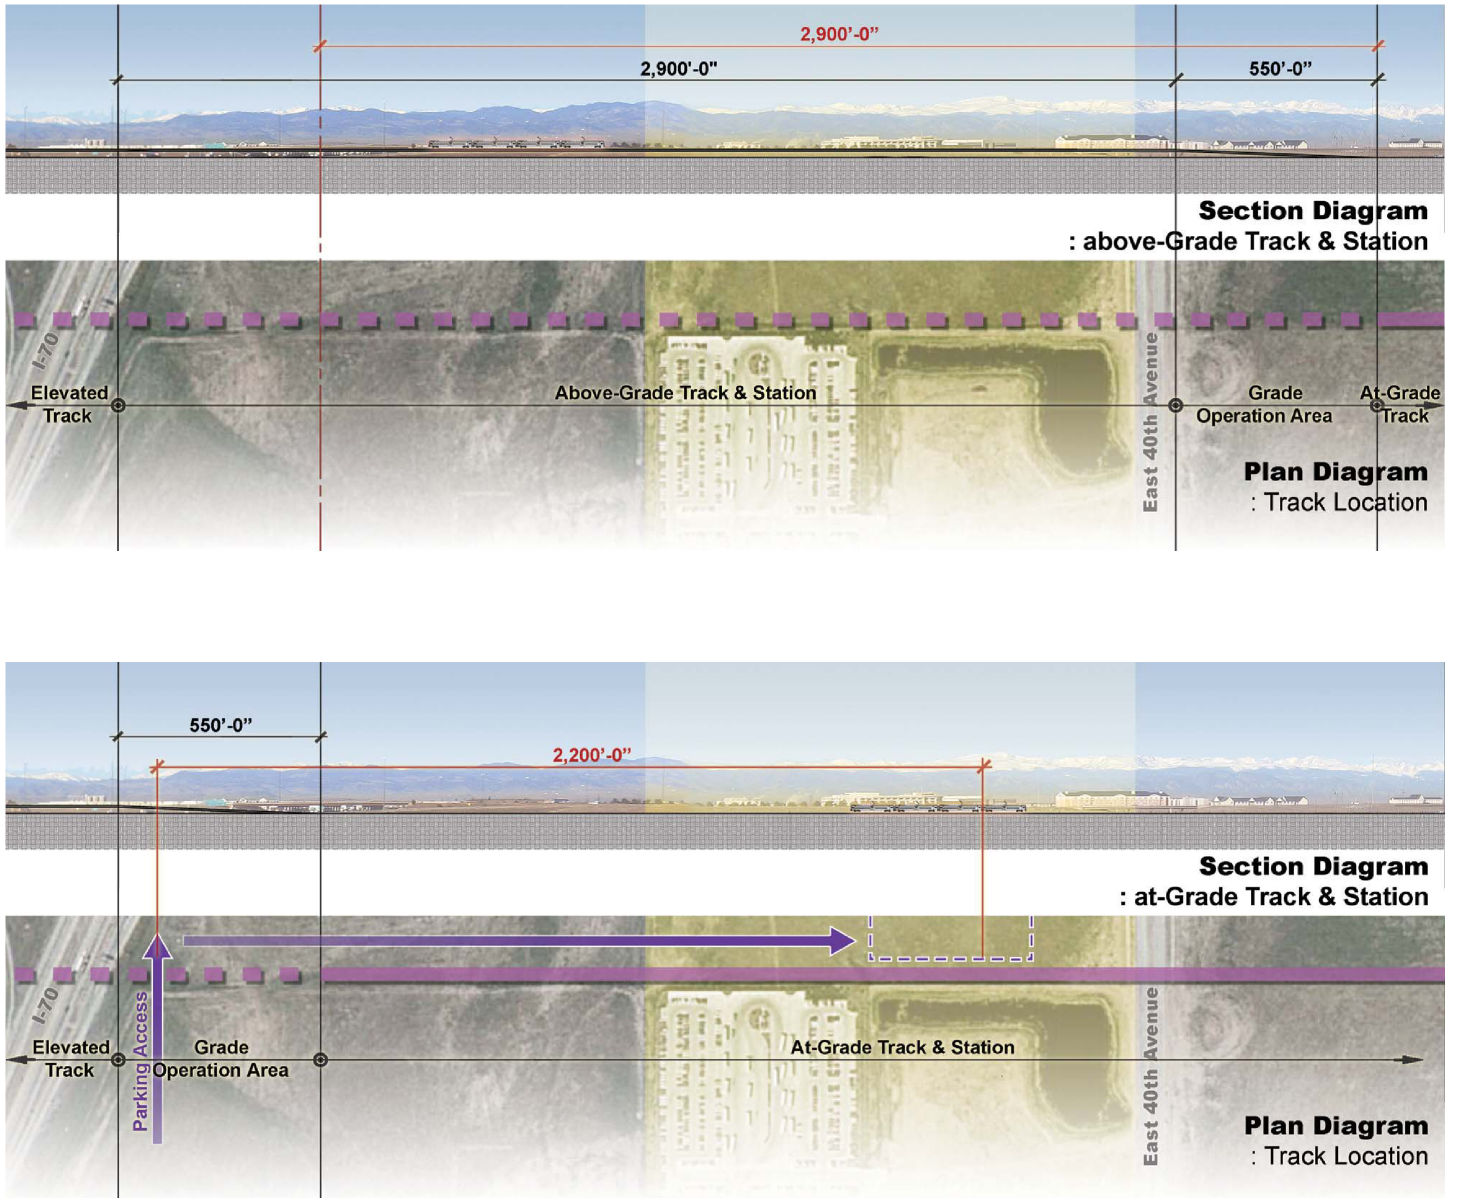 2,900’-0”
2,900'-0"
550’-0”
Section Diagram
: above-Grade Track & Station
I-70
Elevated
Track
Above-Grade Track & Station
East 40th Avenue
Grade
Operation Area
At-Grade
Track
Plan Diagram
: Track Location
550’-0”
2,200’-0”
Section Diagram
: at-Grade Track & Station
I-70
Elevated
Track
Parking Access
Grade
Operation Area
At-Grade Track & Station
East 40th Avenue
Plan Diagram
: Track Location